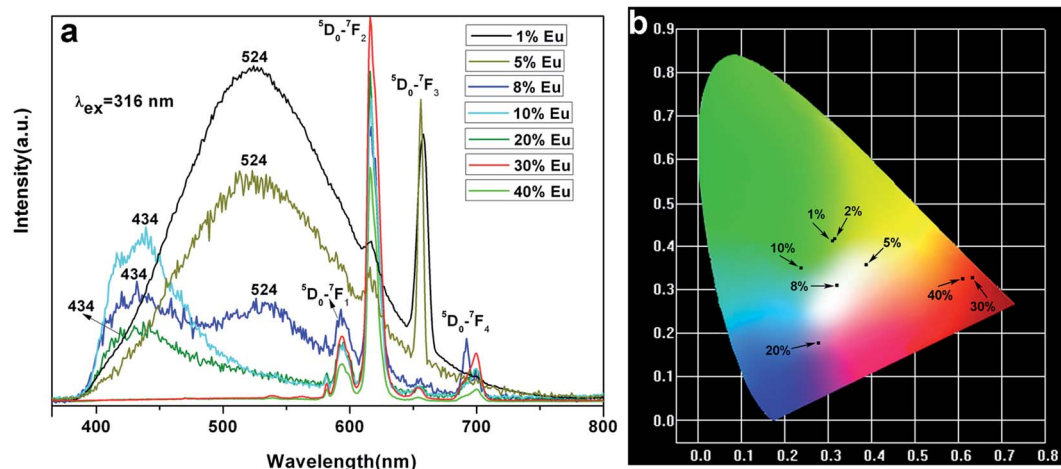 a
λex=316 nm
524
524
434
434
524
434
⁵D₀-⁷F₂
⁵D₀-⁷F₃
⁵D₀-⁷F₁
⁵D₀-⁷F₄
1% Eu
5% Eu
8% Eu
10% Eu
20% Eu
30% Eu
40% Eu
Intensity(a.u.)
400 500 600 700 800
Wavelength(nm)
b
0.9
0.8
0.7
0.6
0.5
0.4
0.3
0.2
0.1
0.0
1% 2%
10% 5%
8%
40% 30%
20%
0.0 0.1 0.2 0.3 0.4 0.5 0.6 0.7 0.8